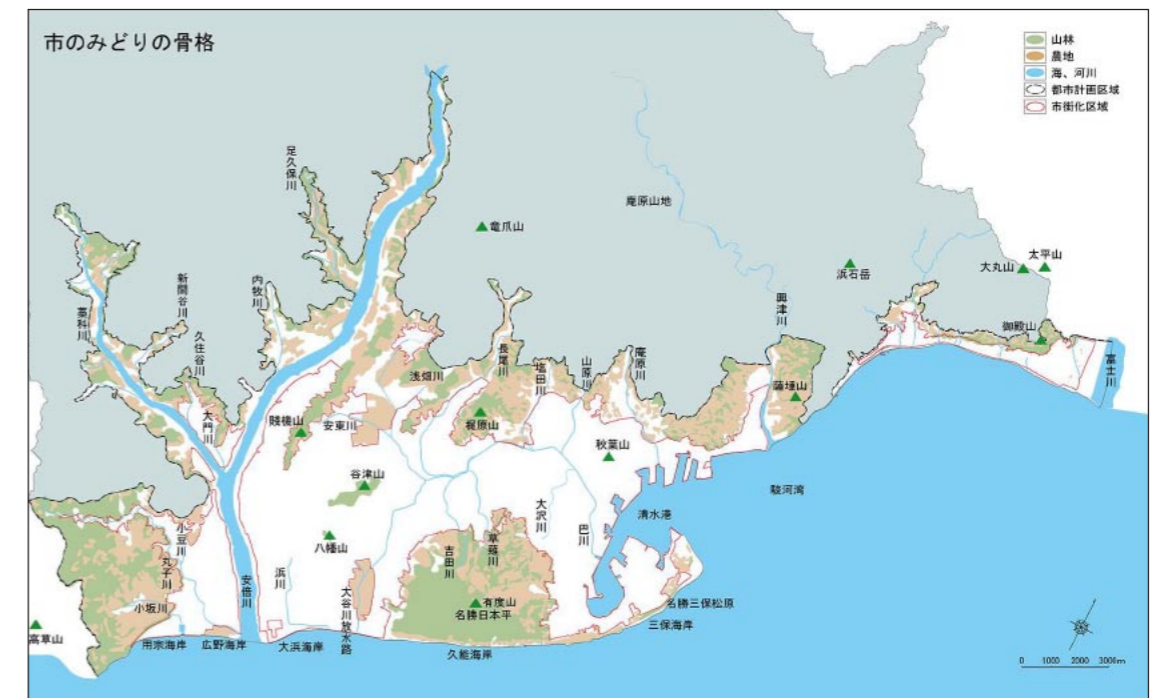 市のみどりの骨格
山林
農地
海、河川
都市計画区域
市街化区域
足久保川
竜爪山
庵原山地
浜石岳
大丸山
太平山
御殿山
富士川
藁科川
新間谷川
久住谷川
内牧川
興津川
薩埵山
長尾川
塩田川
山原川
庵原川
浅畑川
大門川
賤機山
安東川
梶原山
秋葉山
谷津山
八幡山
大沢川
巴川
清水港
駿河湾
小豆川
丸子川
小坂川
安倍川
浜川
大谷川放水路
吉田川
草薙川
有度山
名勝日本平
名勝三保松原
三保海岸
高草山
用宗海岸
広野海岸
大浜海岸
久能海岸
0 1000 2000 3000m